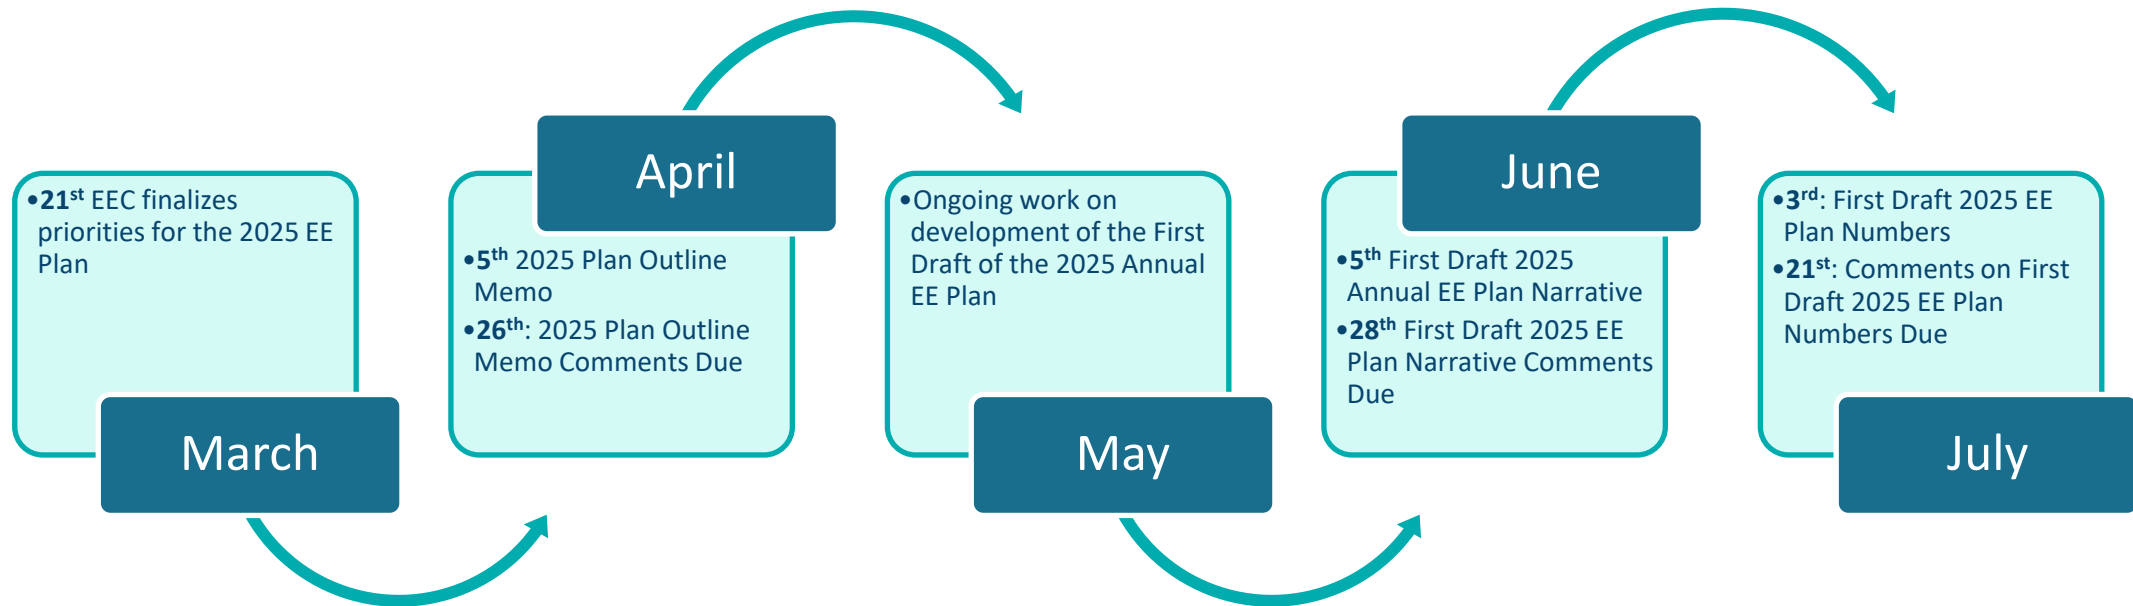 •21st EEC finalizes
priorities for the 2025 EE
Plan
March
April
•5th 2025 Plan Outline
Memo
•26th: 2025 Plan Outline
Memo Comments Due
•Ongoing work on
development of the First
Draft of the 2025 Annual
EE Plan
May
June
•5th First Draft 2025
Annual EE Plan Narrative
•28th First Draft 2025 EE
Plan Narrative Comments
Due
•3rd: First Draft 2025 EE
Plan Numbers
•21st: Comments on First
Draft 2025 EE Plan
Numbers Due
July